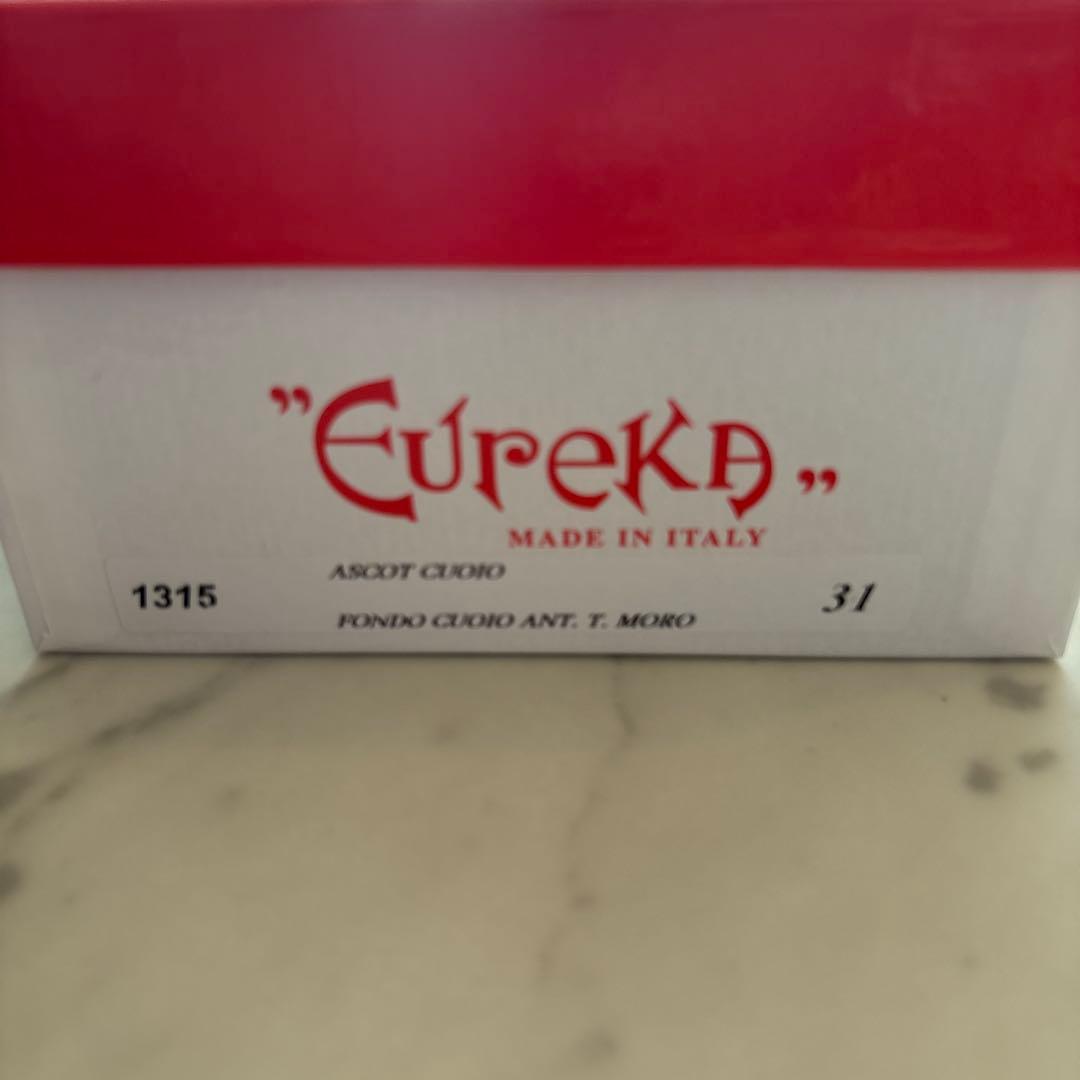 ”Eureka„
MADE IN ITALY
ASCOT CUOIO
1315
31
FONDO CUOIO ANT. T. MORO